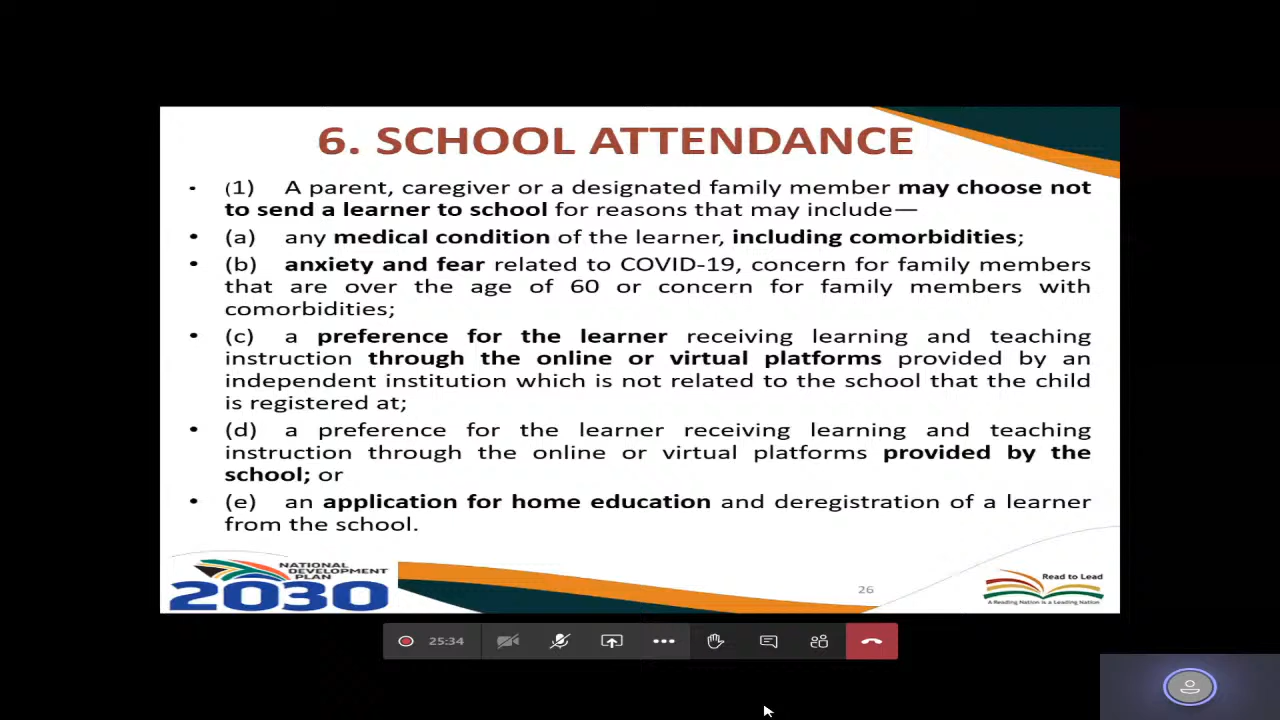 6. SCHOOL ATTENDANCE
• (1) A parent, caregiver or a designated family member may choose not
to send a learner to school for reasons that may include—
• (a) any medical condition of the learner, including comorbidities;
• (b) anxiety and fear related to COVID-19, concern for family members
that are over the age of 60 or concern for family members with
comorbidities;
• (c) a preference for the learner receiving learning and teaching
instruction through the online or virtual platforms provided by an
independent institution which is not related to the school that the child
is registered at;
• (d) a preference for the learner receiving learning and teaching
instruction through the online or virtual platforms provided by the
school; or
• (e) an application for home education and deregistration of a learner
from the school.
NATIONAL
DEVELOPMENT
PLAN
2030
26
Read to Lead
A Reading Nation is a Leading Nation
25:34